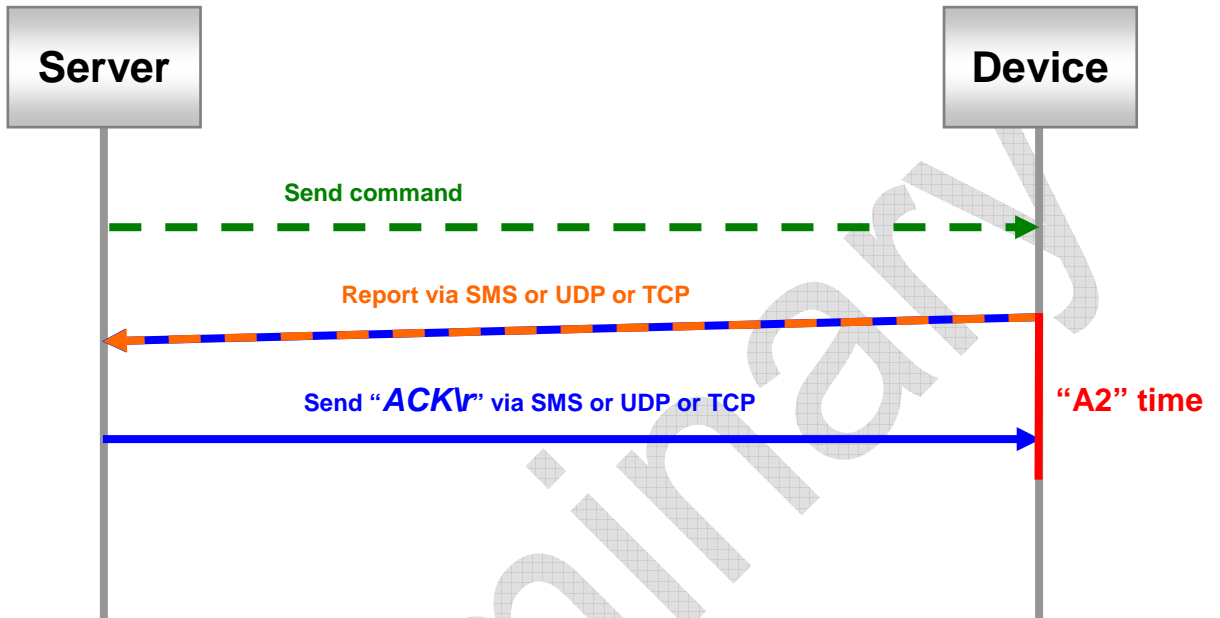 Server
Device
Send command
Report via SMS or UDP or TCP
Send “ACK\r” via SMS or UDP or TCP
“A2” time
minary